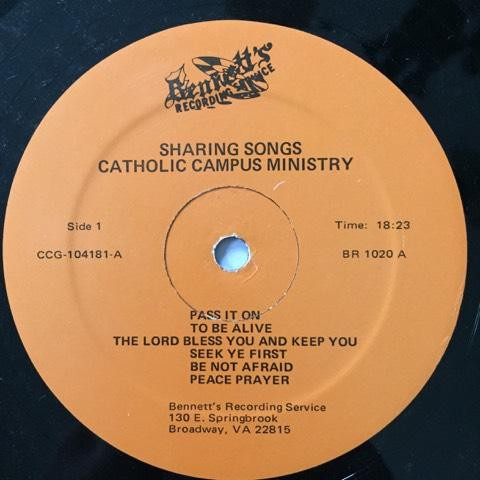 Bennett's
RECORDING SERVICE
SHARING SONGS
CATHOLIC CAMPUS MINISTRY
Side 1
Time: 18:23
CCG-104181-A
BR 1020 A
PASS IT ON
TO BE ALIVE
THE LORD BLESS YOU AND KEEP YOU
SEEK YE FIRST
BE NOT AFRAID
PEACE PRAYER
Bennett's Recording Service
130 E. Springbrook
Broadway, VA 22815